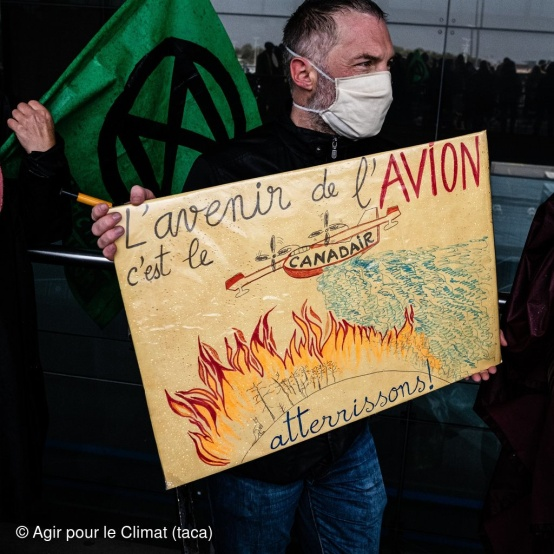 L'avenir de l'AVION
c'est le
CANADAIR
atterrissons!
© Agir pour le Climat (taca)